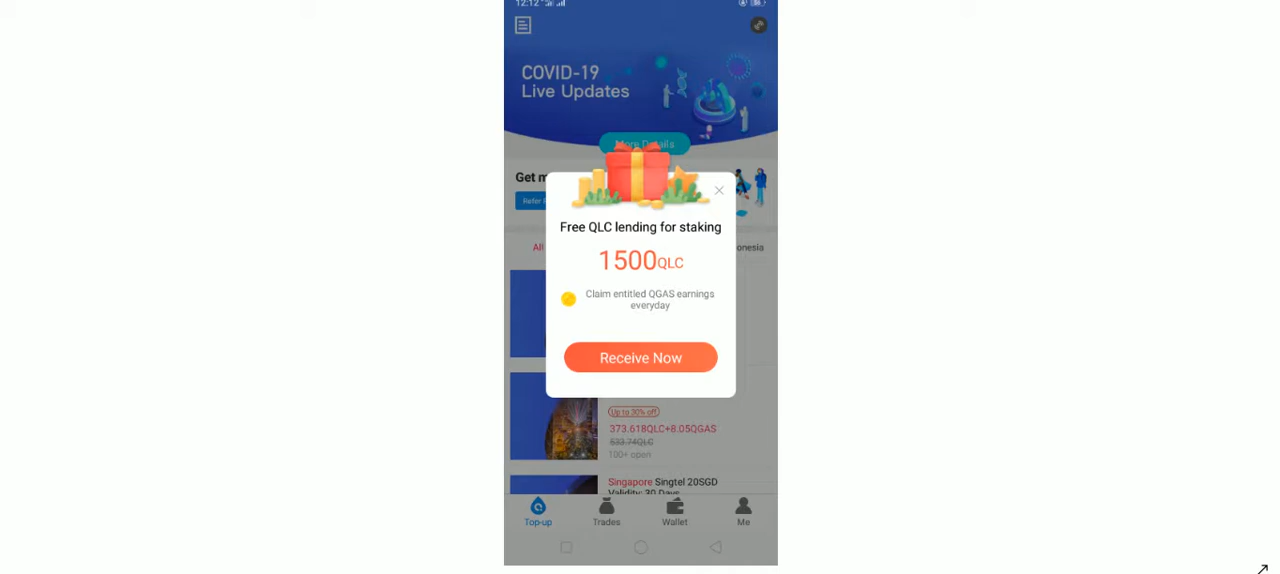 12:12
COVID-19
Live Updates
More Details
Get
Free QLC lending for staking
1500QLC
All
onesia
Claim entitled QGAS earnings
everyday
Receive Now
Up to 30% off
373.618QLC+8.05QGAS
533.74QLC
100+ open
Singapore Singtel 20SGD
Validity: 30 Days
Top-up
Trades
Wallet
Me